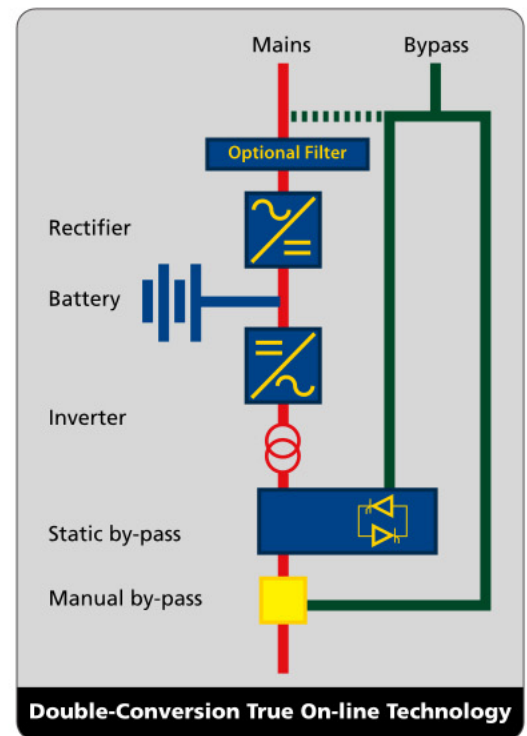 Mains
Bypass
Optional Filter
Rectifier
Battery
Inverter
Static by-pass
Manual by-pass
Double-Conversion True On-line Technology